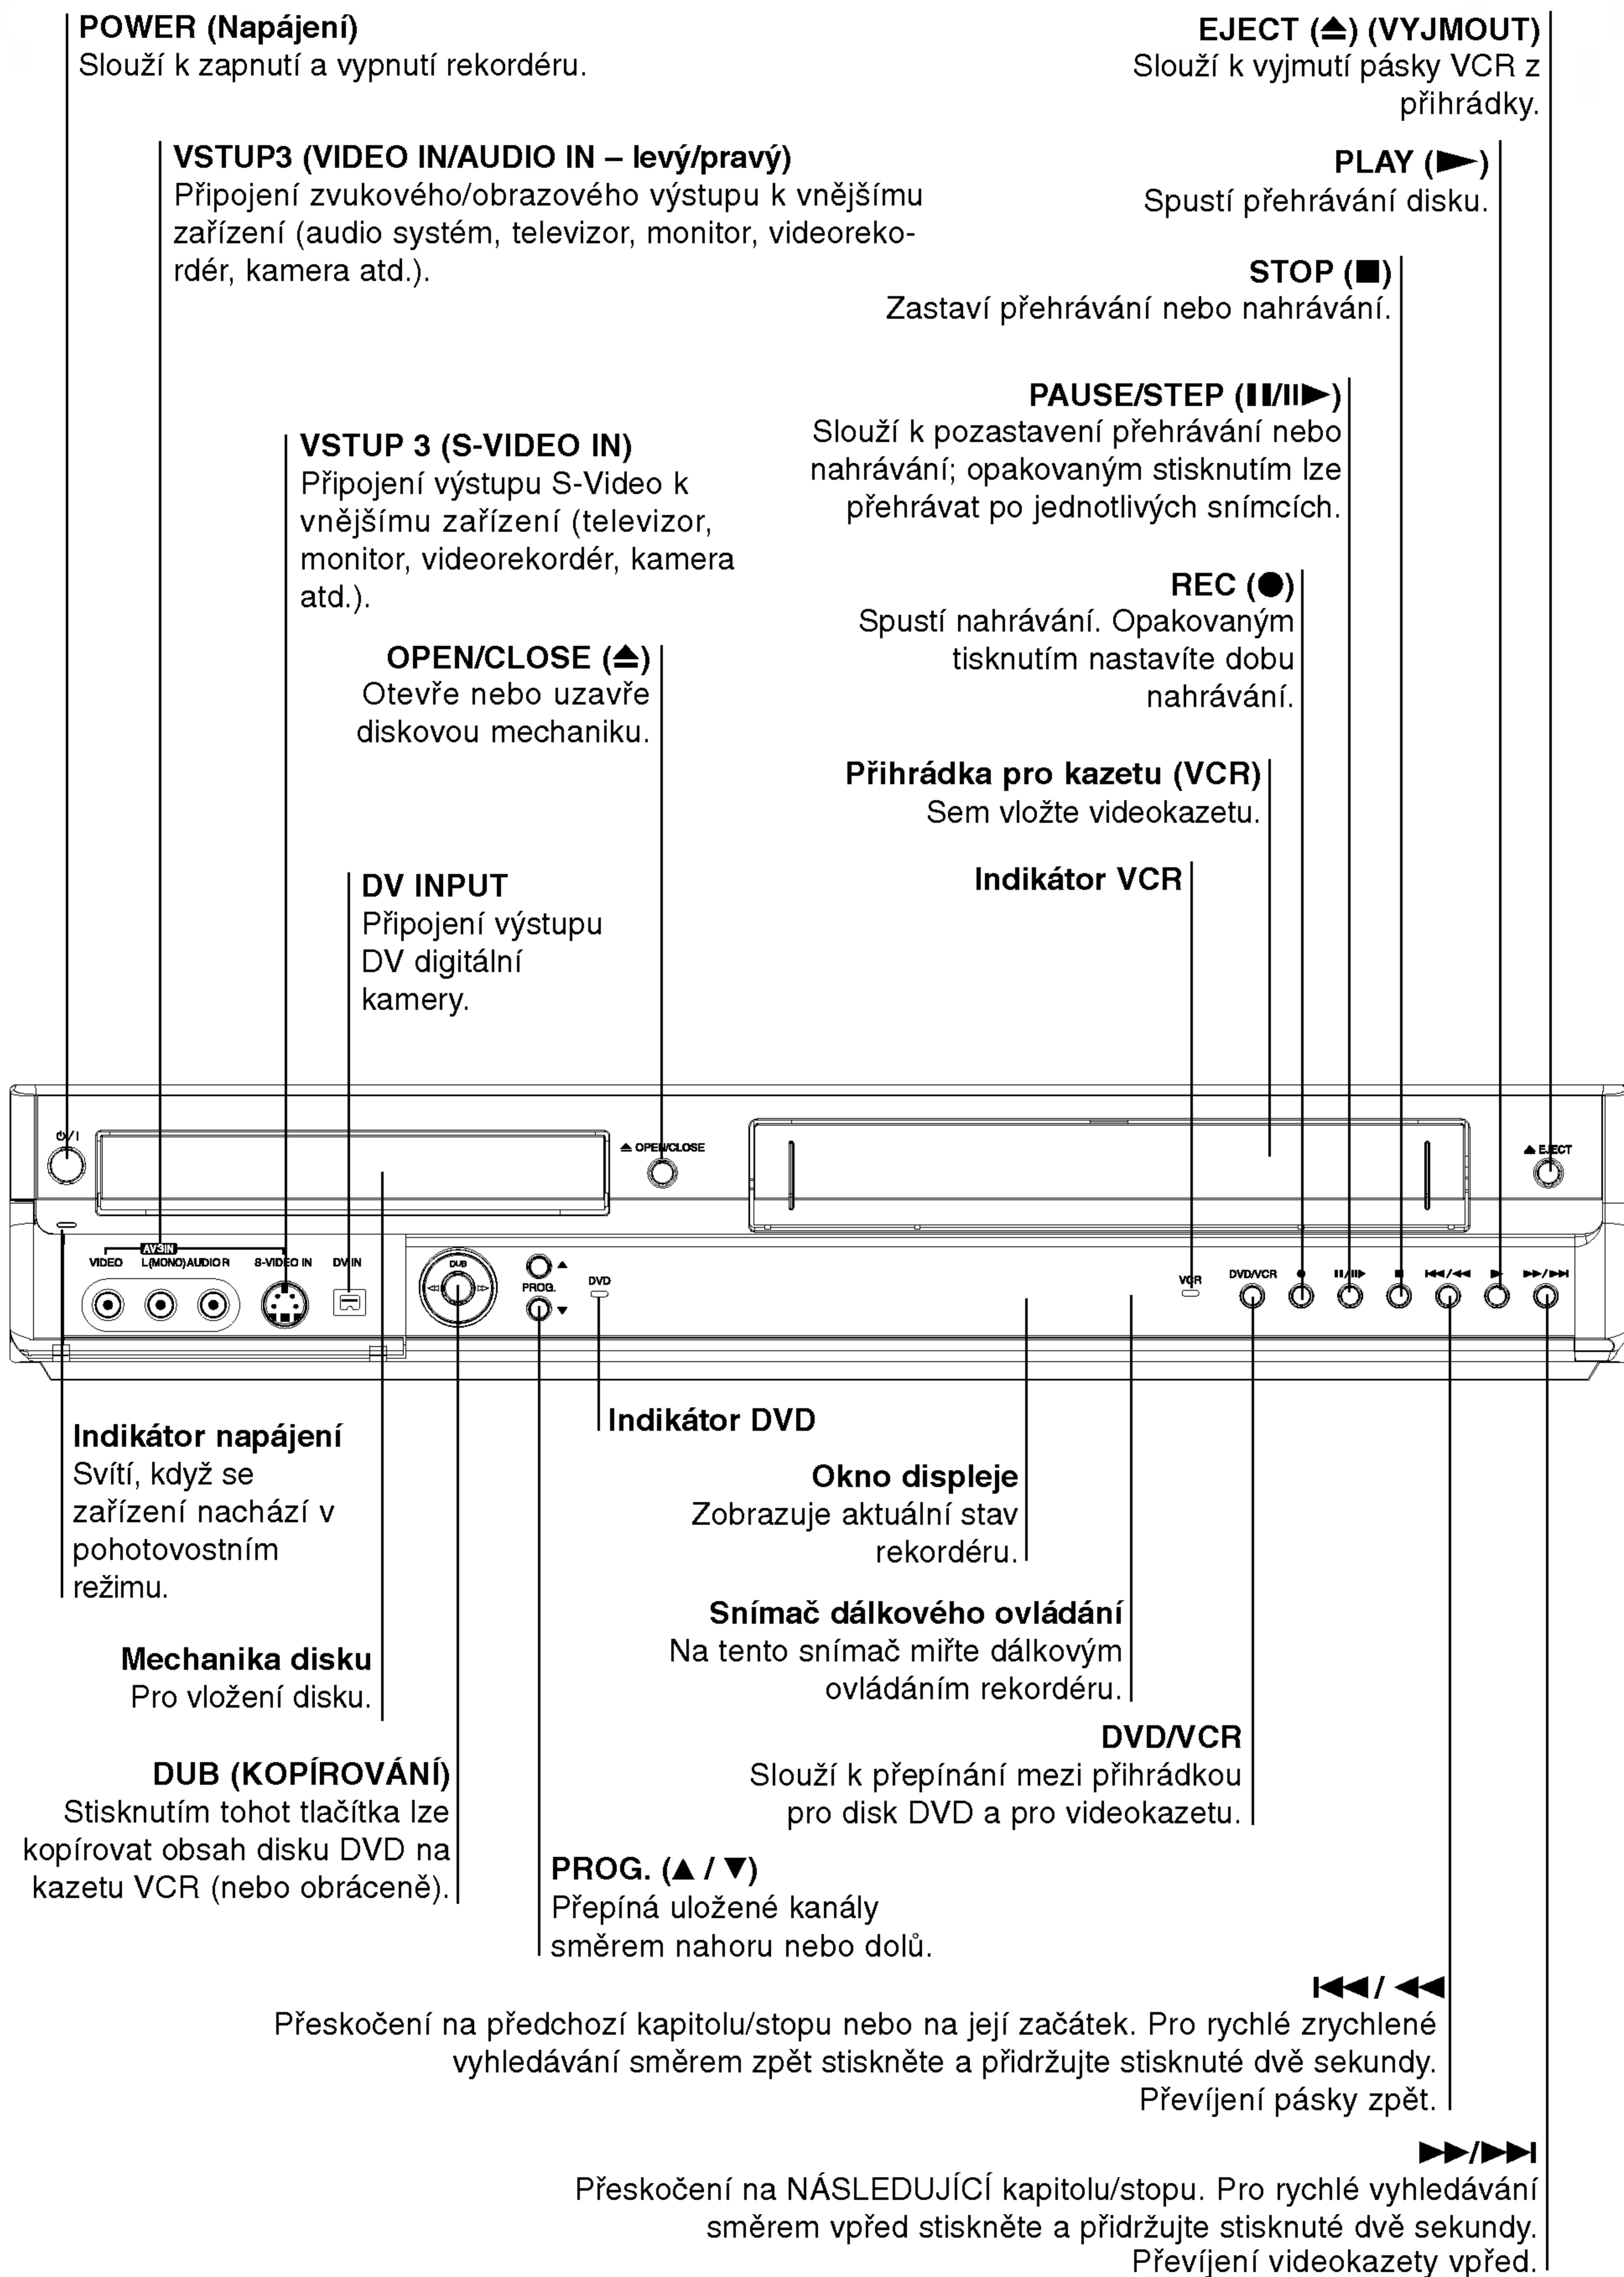 POWER (Napájení)
Slouží k zapnutí a vypnutí rekordéru.
EJECT (⏏) (VYJMOUT)
Slouží k vyjmutí pásky VCR z
přihrádky.
VSTUP3 (VIDEO IN/AUDIO IN – levý/pravý)
Připojení zvukového/obrazového výstupu k vnějšímu
zařízení (audio systém, televizor, monitor, videoreko-
rdér, kamera atd.).
PLAY (►)
Spustí přehrávání disku.
STOP (■)
Zastaví přehrávání nebo nahrávání.
PAUSE/STEP (❚❚/II►)
Slouží k pozastavení přehrávání nebo
nahrávání; opakovaným stisknutím lze
přehrávat po jednotlivých snímcích.
VSTUP 3 (S-VIDEO IN)
Připojení výstupu S-Video k
vnějšímu zařízení (televizor,
monitor, videorekordér, kamera
atd.).
REC (●)
Spustí nahrávání. Opakovaným
tisknutím nastavíte dobu
nahrávání.
OPEN/CLOSE (⏏)
Otevře nebo uzavře
diskovou mechaniku.
Přihrádka pro kazetu (VCR)
Sem vložte videokazetu.
DV INPUT
Připojení výstupu
DV digitální
kamery.
Indikátor VCR
⏻/I
⏏ OPEN/CLOSE
▲ EJECT
AV3 IN
VIDEO L(MONO) AUDIO R S-VIDEO IN DV IN
DUB
◁◁ ▷▷
▲
PROG.
▼
DVD
VCR
DVD/VCR ● II/II► ■ I◄◄/◄◄ ► ►►/►►I
Indikátor napájení
Svítí, když se
zařízení nachází v
pohotovostním
režimu.
Indikátor DVD
Okno displeje
Zobrazuje aktuální stav
rekordéru.
Snímač dálkového ovládání
Na tento snímač miřte dálkovým
ovládáním rekordéru.
Mechanika disku
Pro vložení disku.
DVD/VCR
Slouží k přepínání mezi přihrádkou
pro disk DVD a pro videokazetu.
DUB (KOPÍROVÁNÍ)
Stisknutím tohot tlačítka lze
kopírovat obsah disku DVD na
kazetu VCR (nebo obráceně).
PROG. (▲ / ▼)
Přepíná uložené kanály
směrem nahoru nebo dolů.
I◄◄/ ◄◄
Přeskočení na předchozí kapitolu/stopu nebo na její začátek. Pro rychlé zrychlené
vyhledávání směrem zpět stiskněte a přidržujte stisknuté dvě sekundy.
Převíjení pásky zpět.
►►/►►I
Přeskočení na NÁSLEDUJÍCÍ kapitolu/stopu. Pro rychlé vyhledávání
směrem vpřed stiskněte a přidržujte stisknuté dvě sekundy.
Převíjení videokazety vpřed.